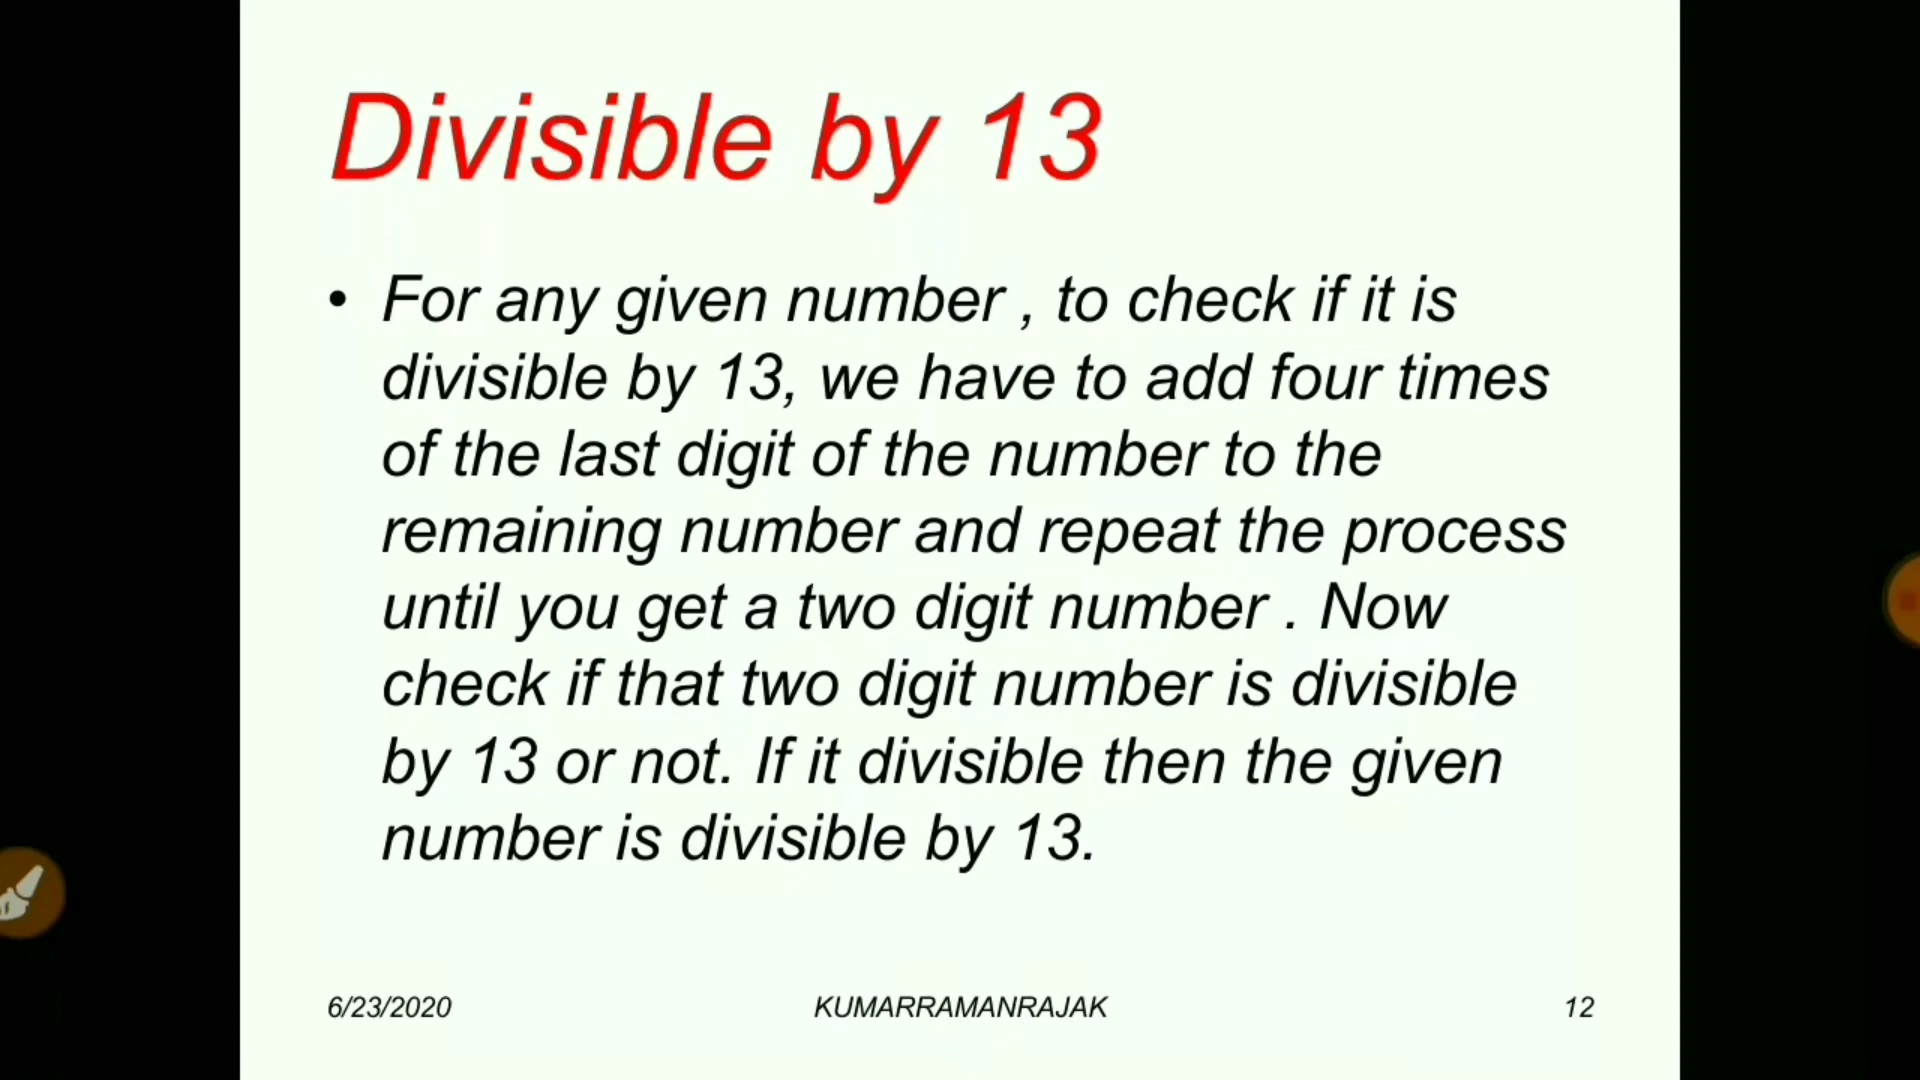 Divisible by 13
• For any given number , to check if it is
divisible by 13, we have to add four times
of the last digit of the number to the
remaining number and repeat the process
until you get a two digit number . Now
check if that two digit number is divisible
by 13 or not. If it divisible then the given
number is divisible by 13.
6/23/2020 KUMARRAMANRAJAK 12